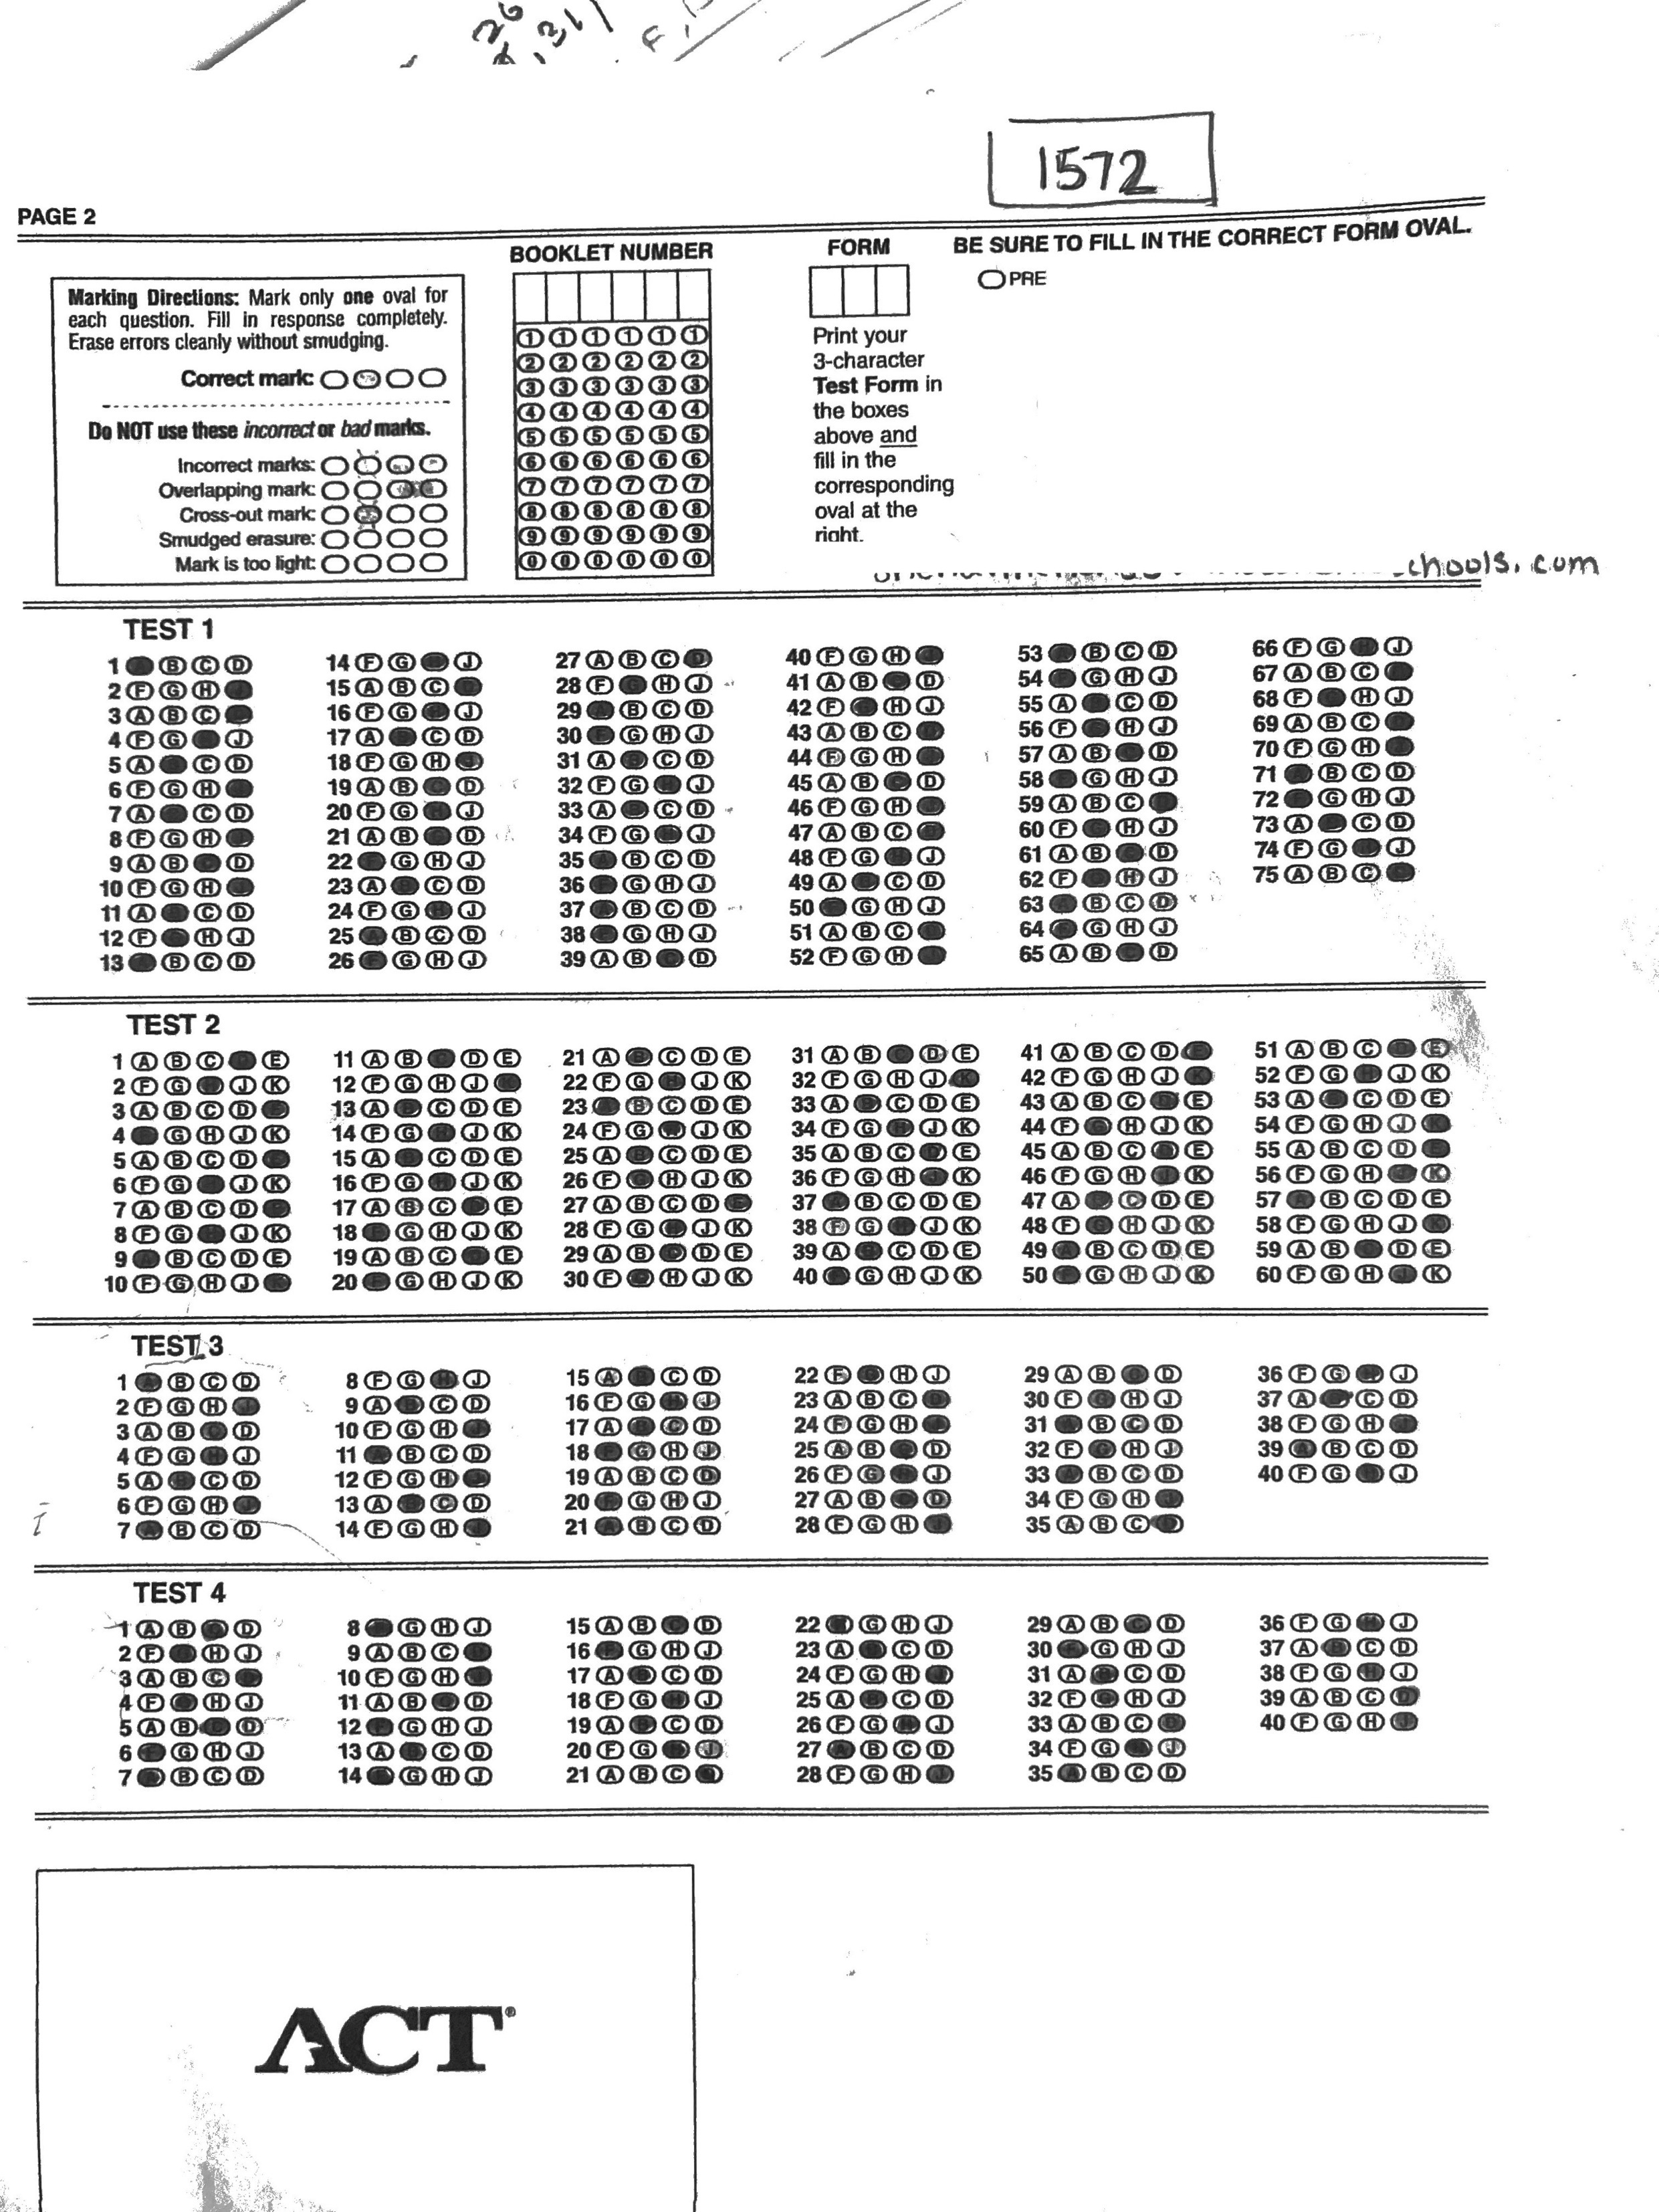 26
1572
PAGE 2
BOOKLET NUMBER
FORM
BE SURE TO FILL IN THE CORRECT FORM OVAL.
PRE
Marking Directions: Mark only one oval for
each question. Fill in response completely.
Erase errors cleanly without smudging.
Correct mark:
Do NOT use these incorrect or bad marks.
Incorrect marks:
Overlapping mark:
Cross-out mark:
Smudged erasure:
Mark is too light:
1 1 1 1 1 1
2 2 2 2 2 2
3 3 3 3 3 3
4 4 4 4 4 4
5 5 5 5 5 5
6 6 6 6 6 6
7 7 7 7 7 7
8 8 8 8 8 8
9 9 9 9 9 9
0 0 0 0 0 0
Print your
3-character
Test Form in
the boxes
above and
fill in the
corresponding
oval at the
right.
chools.com
TEST 1
1 B C D 14 F G J 27 A B C 40 F G H 53 B C D 66 F G J
2 F G H 15 A B C 28 F H J 41 A B D 54 G H J 67 A B C
3 A B C 16 F G J 29 B C D 42 F H J 55 A C D 68 F H J
4 F G J 17 A C D 30 G H J 43 A B C 56 F H J 69 A B C
5 A C D 18 F G H 31 A C D 44 F G H 57 A B D 70 F G H
6 F G H 19 A B D 32 F G J 45 A B D 58 G H J 71 B C D
7 A C D 20 F G J 33 A C D 46 F G H 59 A B C 72 G H J
8 F G H 21 A B D 34 F G J 47 A B C 60 F H J 73 A C D
9 A B D 22 G H J 35 B C D 48 F G J 61 A B D 74 F G J
10 F G H 23 A C D 36 G H J 49 A C D 62 F H J 75 A B C
11 A C D 24 F G J 37 B C D 50 G H J 63 B C D
12 F H J 25 B C D 38 G H J 51 A B C 64 G H J
13 B C D 26 G H J 39 A B D 52 F G H 65 A B D
TEST 2
1 A B C E 11 A B D E 21 A C D E 31 A B D E 41 A B C D 51 A B C E
2 F G J K 12 F G H J 22 F G J K 32 F G H J 42 F G H J 52 F G J K
3 A B C D 13 A C D E 23 B C D E 33 A C D E 43 A B C E 53 A C D E
4 G H J K 14 F G J K 24 F G J K 34 F G J K 44 F H J K 54 F G H J
5 A B C D 15 A C D E 25 A C D E 35 A B C E 45 A B C E 55 A B C D
6 F G J K 16 F G J K 26 F H J K 36 F G H K 46 F G H K 56 F G H K
7 A B C D 17 A B C E 27 A B C D 37 B C D E 47 A C D E 57 B C D E
8 F G J K 18 G H J K 28 F G J K 38 F G J K 48 F H J K 58 F G H J
9 B C D E 19 A B C E 29 A B D E 39 A C D E 49 B C D E 59 A B D E
10 F G H J 20 G H J K 30 F H J K 40 G H J K 50 G H J K 60 F G H K
TEST 3
1 B C D 8 F G J 15 A C D 22 F H J 29 A B D 36 F G J
2 F G H 9 A C D 16 F G J 23 A B C 30 F H J 37 A C D
3 A B D 10 F G H 17 A C D 24 F G H 31 B C D 38 F G H
4 F G J 11 B C D 18 G H J 25 A B D 32 F H J 39 B C D
5 A C D 12 F G H 19 A B C 26 F G J 33 B C D 40 F G J
6 F G H 13 A C D 20 G H J 27 A B D 34 F G H
7 B C D 14 F G H 21 B C D 28 F G H 35 A B C
TEST 4
1 A B D 8 G H J 15 A B D 22 G H J 29 A B D 36 F G J
2 F H J 9 A B C 16 G H J 23 A C D 30 G H J 37 A C D
3 A B C 10 F G H 17 A C D 24 F G H 31 A C D 38 F G J
4 F H J 11 A B D 18 F G J 25 A C D 32 F H J 39 A B C
5 A B D 12 G H J 19 A C D 26 F G J 33 A B C 40 F G H
6 G H J 13 A C D 20 F G J 27 B C D 34 F G J
7 B C D 14 G H J 21 A B C 28 F G H 35 B C D
ACT®